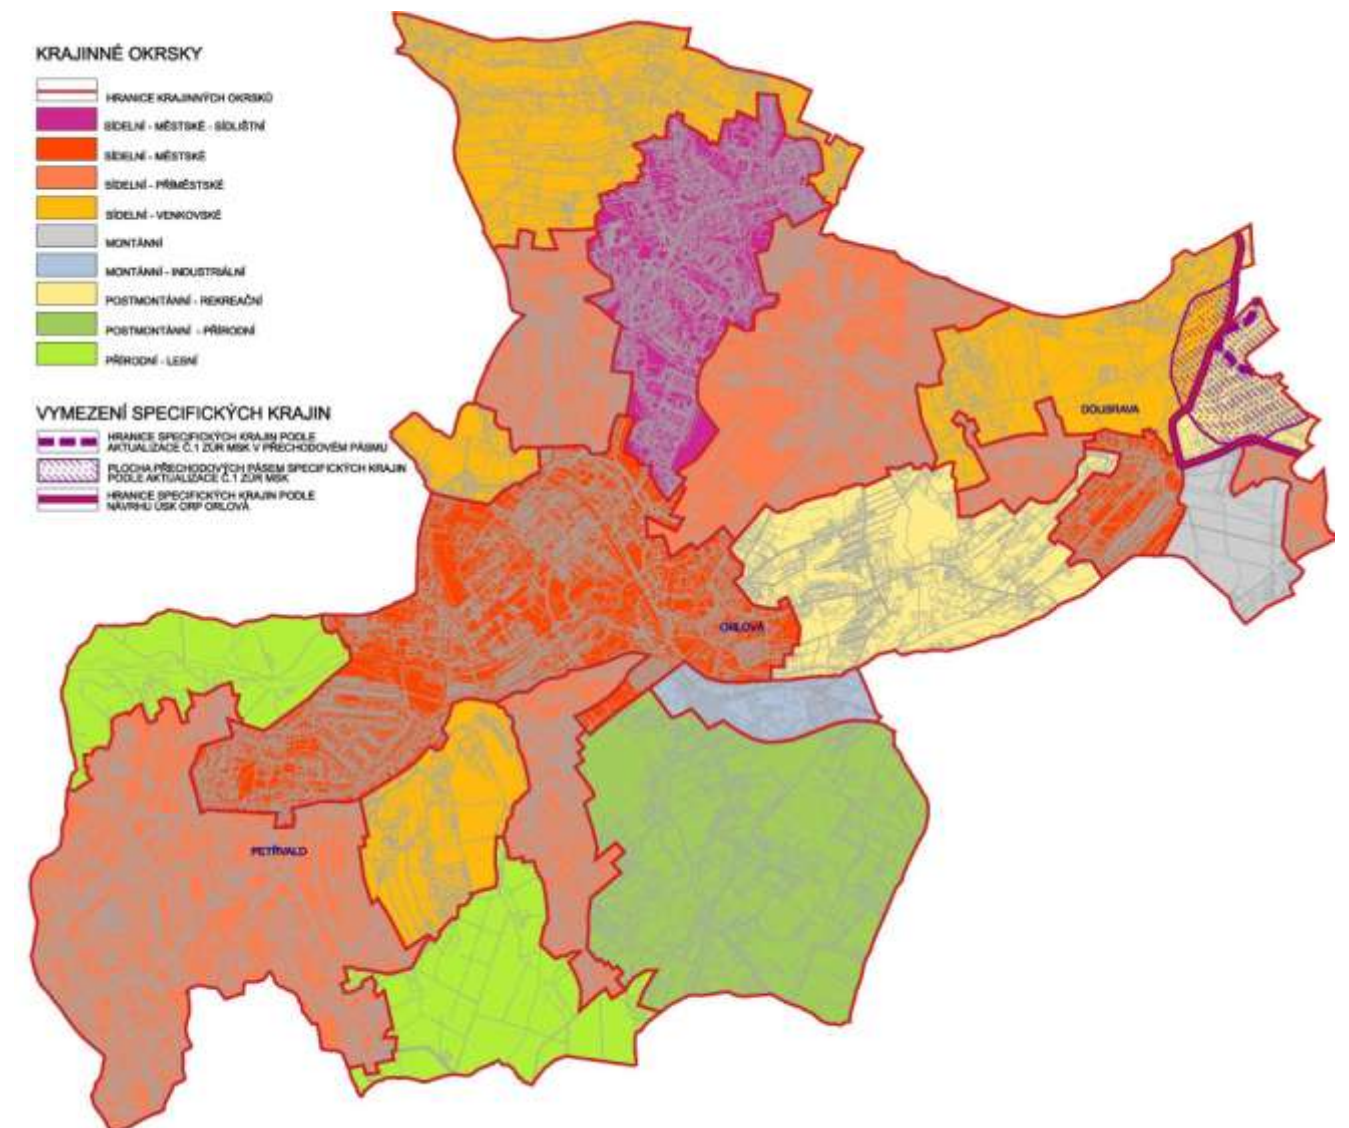 KRAJINNÉ OKRSKY
HRANICE KRAJINNÝCH OKRSKŮ
SÍDELNÍ - MĚSTSKÉ - SÍDLIŠTNÍ
SÍDELNÍ - MĚSTSKÉ
SÍDELNÍ - PŘÍMĚSTSKÉ
SÍDELNÍ - VENKOVSKÉ
MONTÁNNÍ
MONTÁNNÍ - INDUSTRIÁLNÍ
POSTMONTÁNNÍ - REKREAČNÍ
POSTMONTÁNNÍ - PŘÍRODNÍ
PŘÍRODNÍ - LESNÍ
VYMEZENÍ SPECIFICKÝCH KRAJIN
HRANICE SPECIFICKÝCH KRAJIN PODLE
AKTUALIZACE Č.1 ZÚR MSK V PŘECHODOVÉM PÁSMU
PLOCHA PŘECHODOVÝCH PÁSEM SPECIFICKÝCH KRAJIN
PODLE AKTUALIZACE Č.1 ZÚR MSK
HRANICE SPECIFICKÝCH KRAJIN PODLE
NÁVRHU ÚSK ORP ORLOVÁ
DOUBRAVA
ORLOVÁ
PETŘVALD